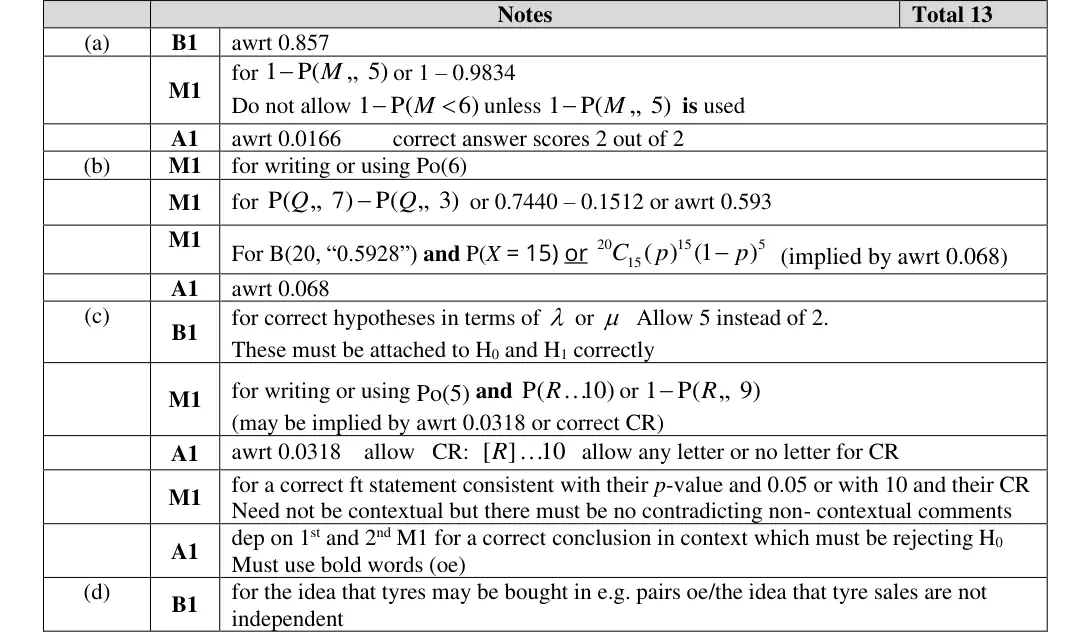 Notes Total 13
(a) B1 awrt 0.857
M1 for 1−P(M ,, 5) or 1 – 0.9834
Do not allow 1−P(M < 6) unless 1−P(M ,, 5) is used
A1 awrt 0.0166 correct answer scores 2 out of 2
(b) M1 for writing or using Po(6)
M1 for P(Q ,, 7) − P(Q ,, 3) or 0.7440 – 0.1512 or awrt 0.593
M1 For B(20, “0.5928”) and P(X = 15) or ²⁰C₁₅(p)¹⁵(1− p)⁵ (implied by awrt 0.068)
A1 awrt 0.068
(c) B1 for correct hypotheses in terms of λ or μ Allow 5 instead of 2.
These must be attached to H₀ and H₁ correctly
M1 for writing or using Po(5) and P(R…10) or 1−P(R ,, 9)
(may be implied by awrt 0.0318 or correct CR)
A1 awrt 0.0318 allow CR: [R]…10 allow any letter or no letter for CR
M1 for a correct ft statement consistent with their p-value and 0.05 or with 10 and their CR
Need not be contextual but there must be no contradicting non- contextual comments
A1 dep on 1st and 2nd M1 for a correct conclusion in context which must be rejecting H₀
Must use bold words (oe)
(d) B1 for the idea that tyres may be bought in e.g. pairs oe/the idea that tyre sales are not
independent